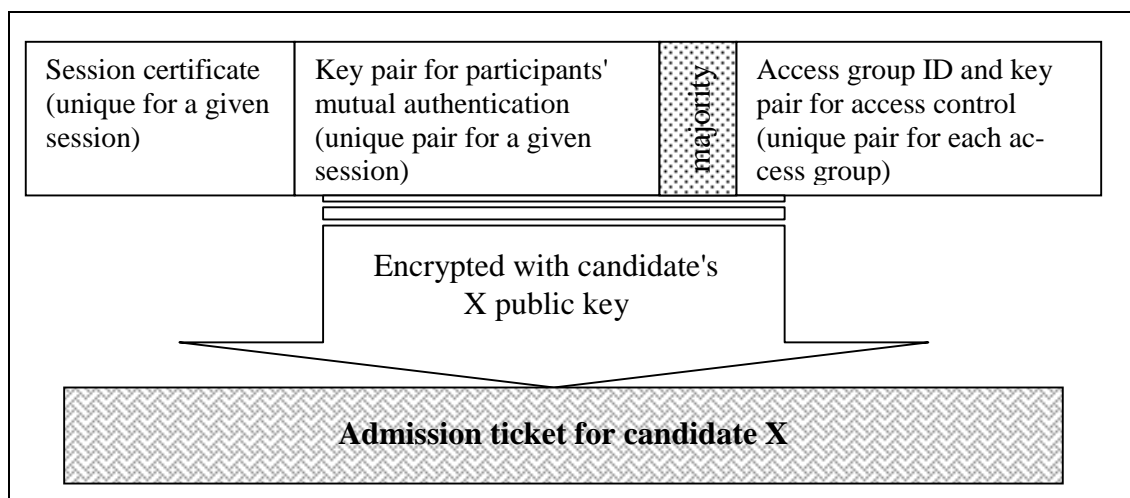 Session certificate
(unique for a given
session)
Key pair for participants'
mutual authentication
(unique pair for a given
session)
majority
Access group ID and key
pair for access control
(unique pair for each ac-
cess group)
Encrypted with candidate's
X public key
Admission ticket for candidate X